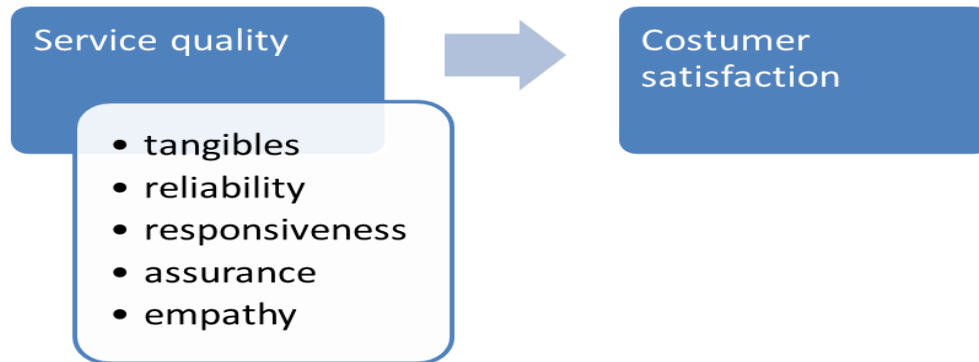 Service quality
• tangibles
• reliability
• responsiveness
• assurance
• empathy
Costumer
satisfaction